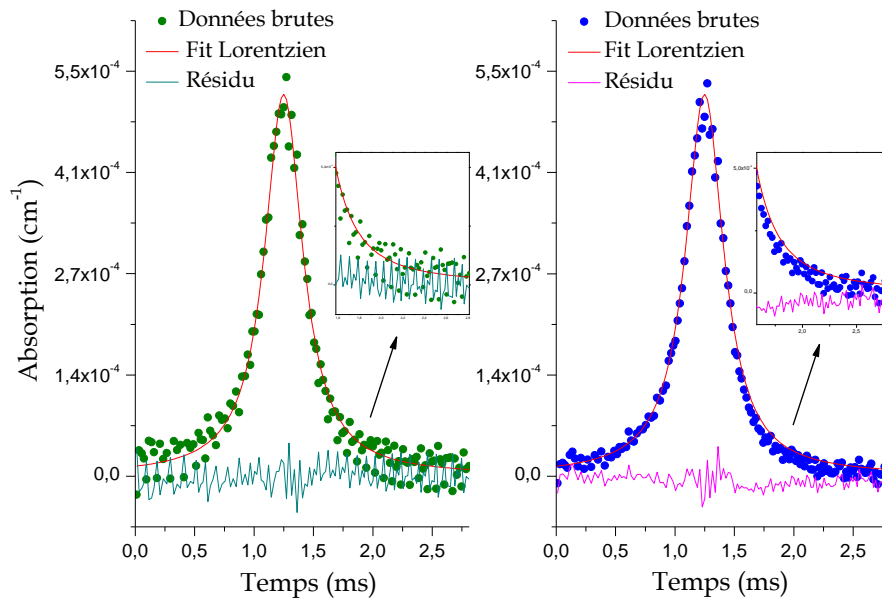 Données brutes
Fit Lorentzien
Résidu
5,5x10⁻⁴
4,1x10⁻⁴
2,7x10⁻⁴
1,4x10⁻⁴
0,0
Absorption (cm⁻¹)
0,0 0,5 1,0 1,5 2,0 2,5
Temps (ms)
Données brutes
Fit Lorentzien
Résidu
5,5x10⁻⁴
4,1x10⁻⁴
2,7x10⁻⁴
1,4x10⁻⁴
0,0
0,0
2,0 2,5
0,0 0,5 1,0 1,5 2,0 2,5
Temps (ms)